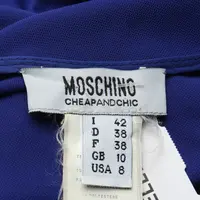 MOSCHINO
CHEAPANDCHIC
I 42
D 38
F 38
GB 10
USA 8